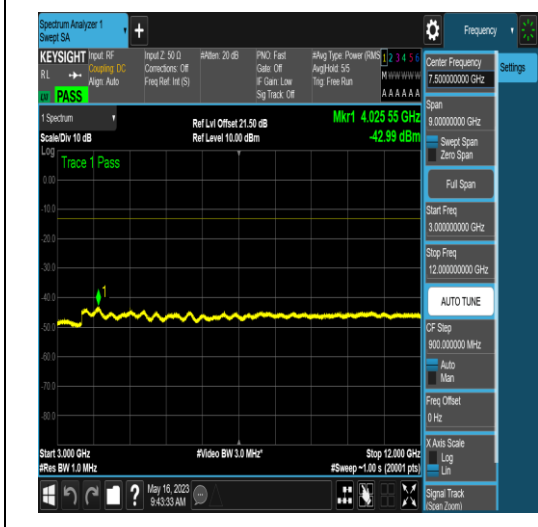 Spectrum Analyzer 1
Swept SA
+
Frequency
KEYSIGHT
RL
PASS
Input: RF
Coupling: DC
Align: Auto
Input Z: 50 Ω
Corrections: Off
Freq Ref: Int (S)
#Atten: 20 dB
PNO: Fast
Gate: Off
IF Gain: Low
Sig Track: Off
#Avg Type: Power (RMS
Avg|Hold: 5/5
Trig: Free Run
1 2 3 4 5 6
M W W W W W
A A A A A A
1 Spectrum
Scale/Div 10 dB
Ref Lvl Offset 21.50 dB
Ref Level 10.00 dBm
Mkr1 4.025 55 GHz
-42.99 dBm
Log
Trace 1 Pass
0.00
-10.0
-20.0
-30.0
-40.0
-50.0
-60.0
-70.0
-80.0
1
Start 3.000 GHz
#Res BW 1.0 MHz
#Video BW 3.0 MHz*
Stop 12.000 GHz
#Sweep ~1.00 s (20001 pts)
?
May 16, 2023
9:43:33 AM
Center Frequency
7.500000000 GHz
Span
9.00000000 GHz
Swept Span
Zero Span
Full Span
Start Freq
3.000000000 GHz
Stop Freq
12.000000000 GHz
AUTO TUNE
CF Step
900.000000 MHz
Auto
Man
Freq Offset
0 Hz
X Axis Scale
Log
Lin
Signal Track
(Span Zoom)
Settings